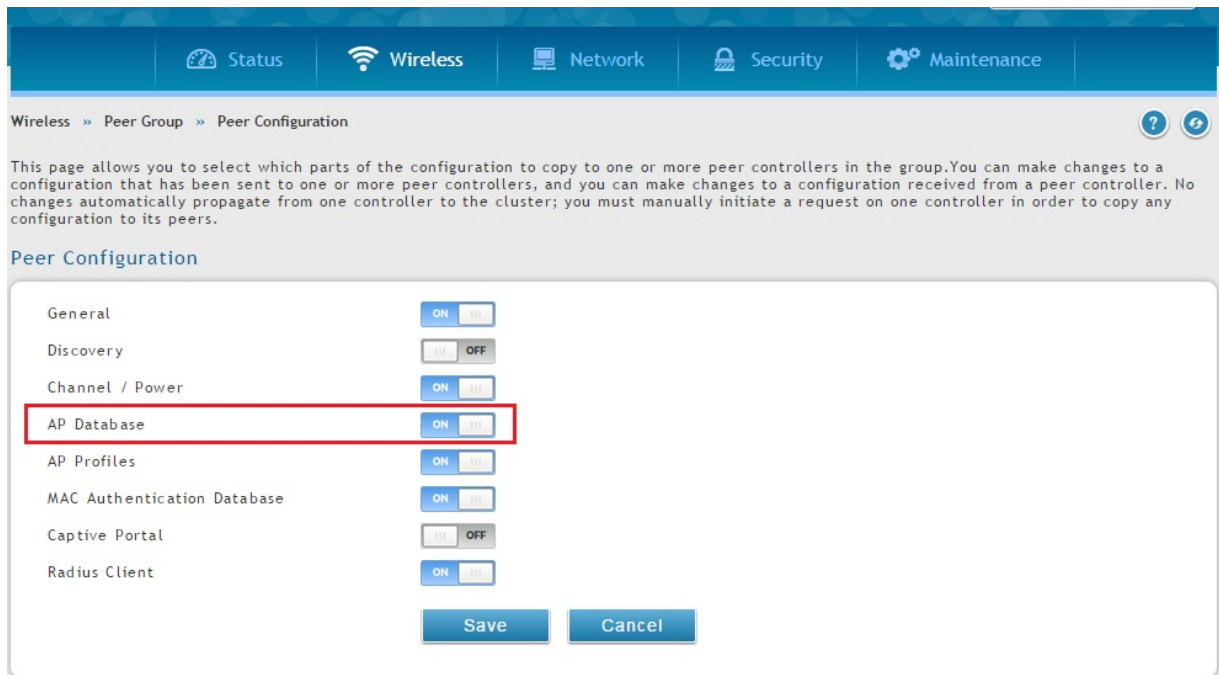 Status Wireless Network Security Maintenance
Wireless » Peer Group » Peer Configuration
This page allows you to select which parts of the configuration to copy to one or more peer controllers in the group.You can make changes to a
configuration that has been sent to one or more peer controllers, and you can make changes to a configuration received from a peer controller. No
changes automatically propagate from one controller to the cluster; you must manually initiate a request on one controller in order to copy any
configuration to its peers.
Peer Configuration
General ON
Discovery OFF
Channel / Power ON
AP Database ON
AP Profiles ON
MAC Authentication Database ON
Captive Portal OFF
Radius Client ON
Save Cancel